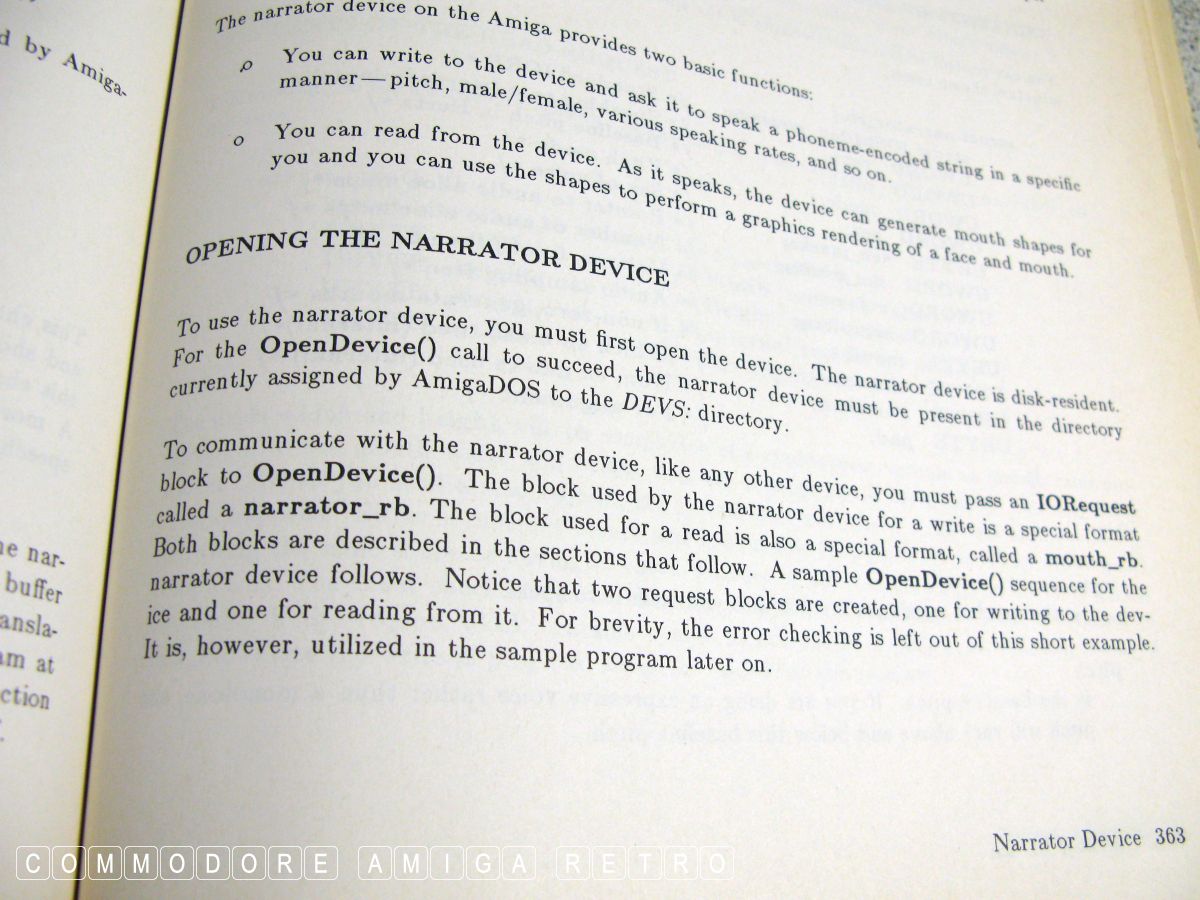 d by Amiga-
he nar-
buffer
ansla-
am at
ction
The narrator device on the Amiga provides two basic functions:
o You can write to the device and ask it to speak a phoneme-encoded string in a specific
manner — pitch, male/female, various speaking rates, and so on.
o You can read from the device. As it speaks, the device can generate mouth shapes for
you and you can use the shapes to perform a graphics rendering of a face and mouth.
OPENING THE NARRATOR DEVICE
To use the narrator device, you must first open the device. The narrator device is disk-resident.
For the OpenDevice() call to succeed, the narrator device must be present in the directory
currently assigned by AmigaDOS to the DEVS: directory.
To communicate with the narrator device, like any other device, you must pass an IORequest
block to OpenDevice(). The block used by the narrator device for a write is a special format
called a narrator_rb. The block used for a read is also a special format, called a mouth_rb.
Both blocks are described in the sections that follow. A sample OpenDevice() sequence for the
narrator device follows. Notice that two request blocks are created, one for writing to the dev-
ice and one for reading from it. For brevity, the error checking is left out of this short example.
It is, however, utilized in the sample program later on.
Narrator Device 363
COMMODORE AMIGA RETRO